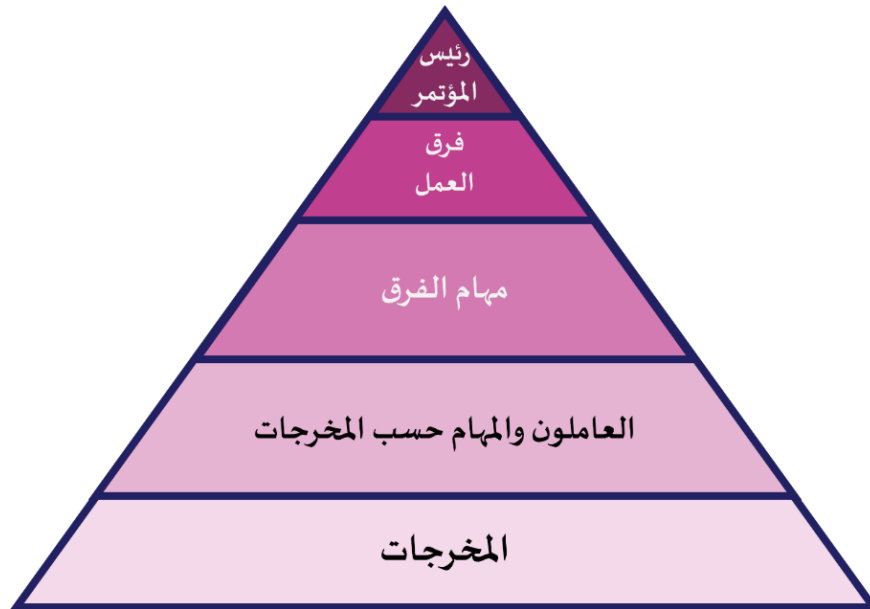 رئيس
المؤتمر
فرق
العمل
مهام الفرق
العاملون والمهام حسب المخرجات
المخرجات